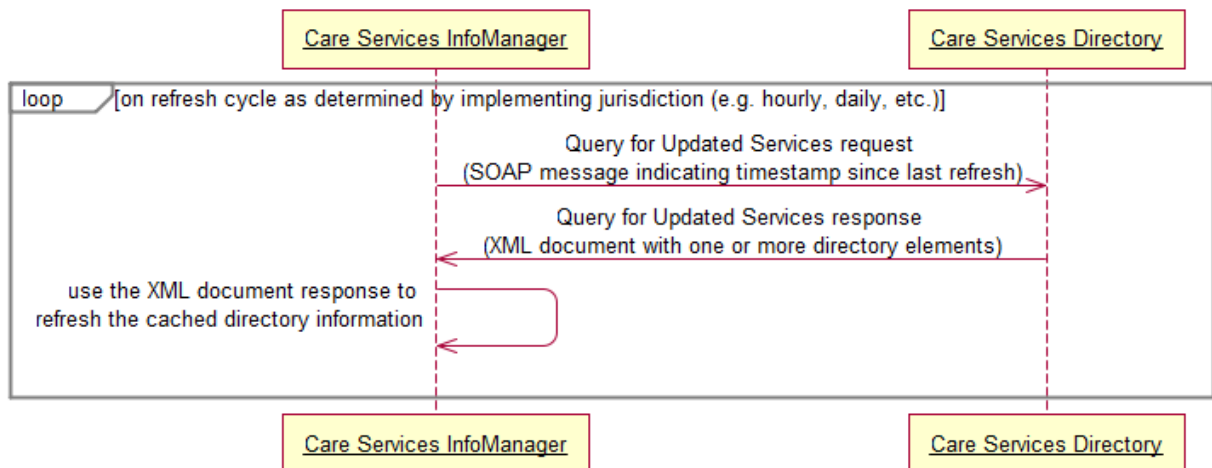 Care Services InfoManager
Care Services Directory
loop
[on refresh cycle as determined by implementing jurisdiction (e.g. hourly, daily, etc.)]
Query for Updated Services request
(SOAP message indicating timestamp since last refresh)
Query for Updated Services response
(XML document with one or more directory elements)
use the XML document response to
refresh the cached directory information
Care Services InfoManager
Care Services Directory